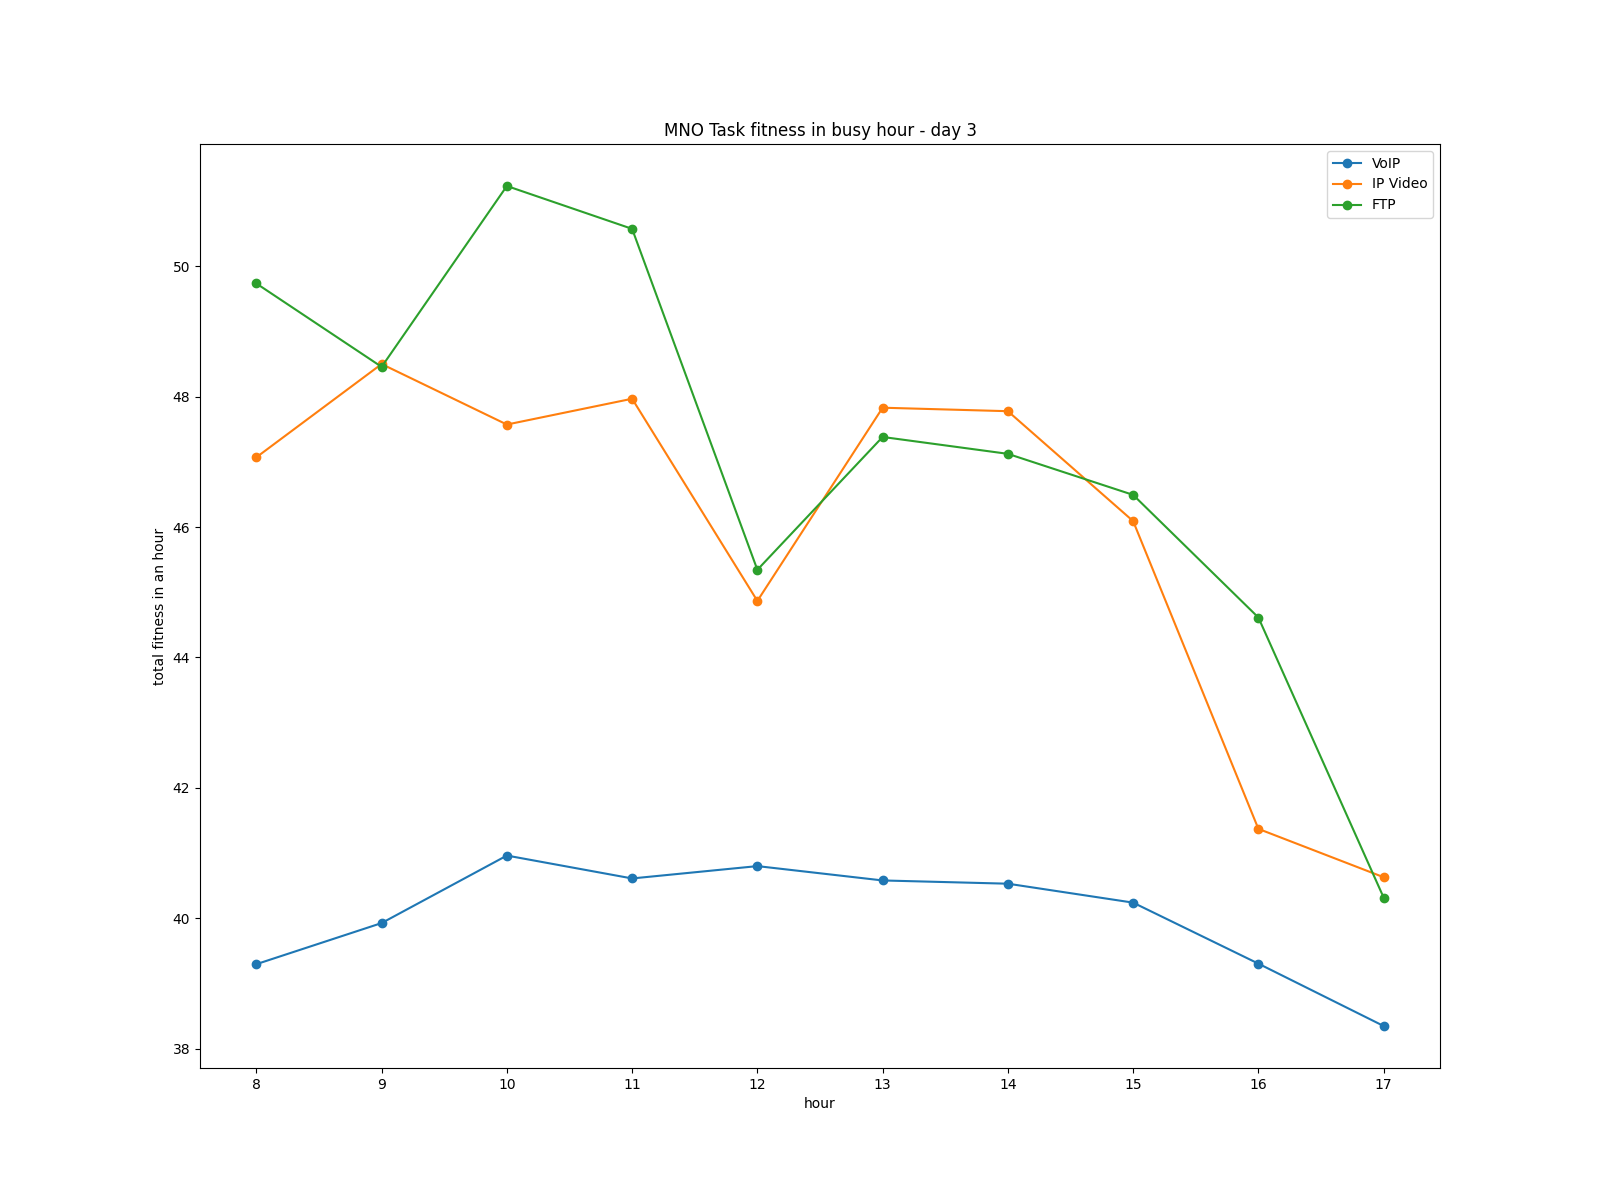 MNO Task fitness in busy hour - day 3
VoIP
IP Video
FTP
total fitness in an hour
50
48
46
44
42
40
38
8 9 10 11 12 13 14 15 16 17
hour